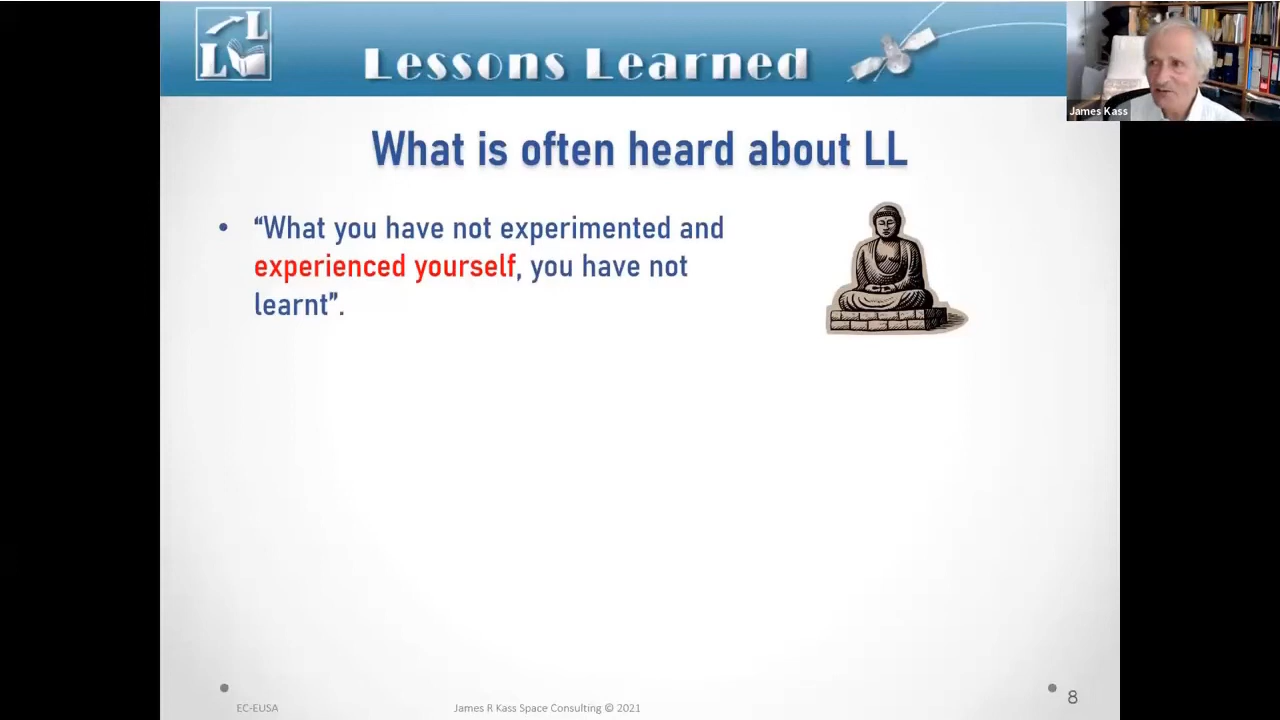 L
L
Lessons Learned
James Kass
What is often heard about LL
• “What you have not experimented and
experienced yourself, you have not
learnt”.
EC-EUSA
James R Kass Space Consulting © 2021
8